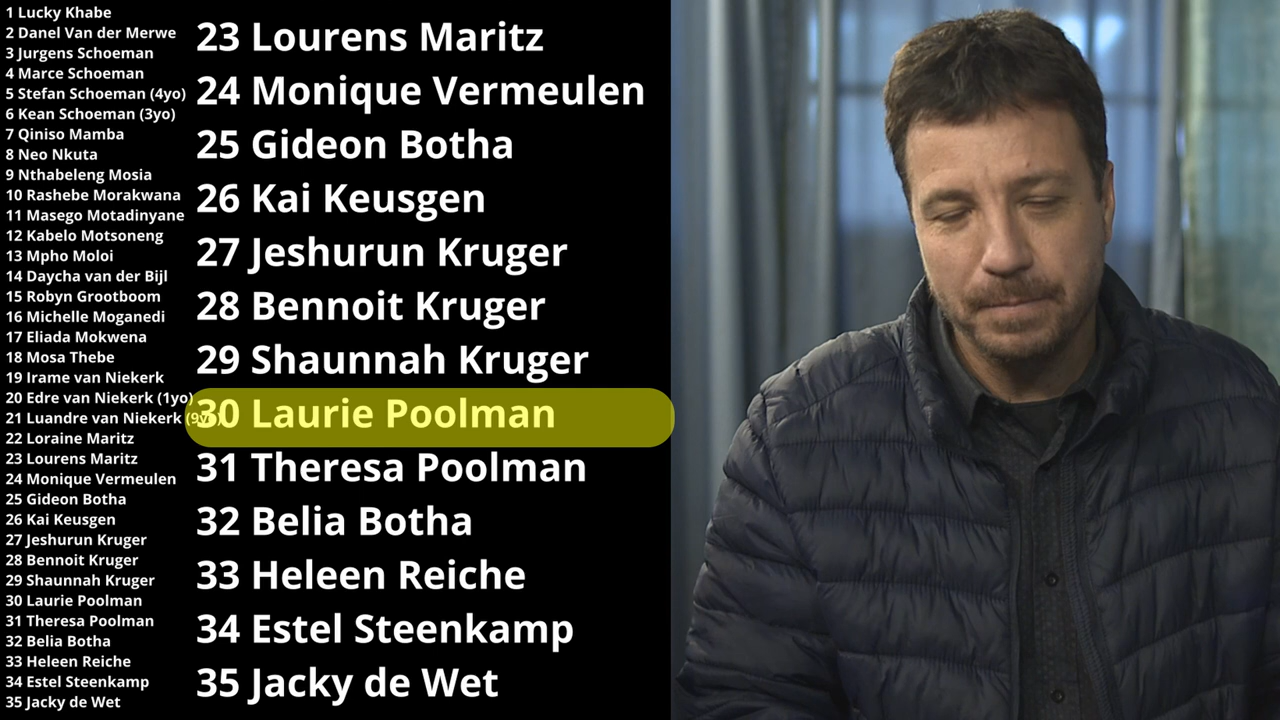 1 Lucky Khabe
2 Danel Van der Merwe
3 Jurgens Schoeman
4 Marce Schoeman
5 Stefan Schoeman (4yo)
6 Kean Schoeman (3yo)
7 Qiniso Mamba
8 Neo Nkuta
9 Nthabeleng Mosia
10 Rashebe Morakwana
11 Masego Motadinyane
12 Kabelo Motsoneng
13 Mpho Moloi
14 Daycha van der Bijl
15 Robyn Grootboom
16 Michelle Moganedi
17 Eliada Mokwena
18 Mosa Thebe
19 Irame van Niekerk
20 Edre van Niekerk (1yo)
21 Luandre van Niekerk
22 Loraine Maritz
23 Lourens Maritz
24 Monique Vermeulen
25 Gideon Botha
26 Kai Keusgen
27 Jeshurun Kruger
28 Bennoit Kruger
29 Shaunnah Kruger
30 Laurie Poolman
31 Theresa Poolman
32 Belia Botha
33 Heleen Reiche
34 Estel Steenkamp
35 Jacky de Wet
23 Lourens Maritz
24 Monique Vermeulen
25 Gideon Botha
26 Kai Keusgen
27 Jeshurun Kruger
28 Bennoit Kruger
29 Shaunnah Kruger
30 Laurie Poolman
31 Theresa Poolman
32 Belia Botha
33 Heleen Reiche
34 Estel Steenkamp
35 Jacky de Wet